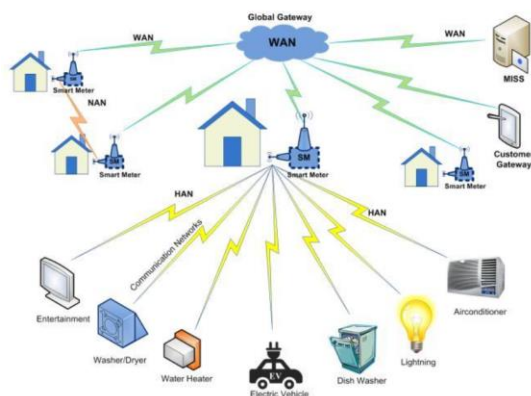 Global Gateway
WAN
WAN
WAN
MISS
Smart Meter
NAN
SM
Smart Meter
SM
Smart Meter
Customer
Gateway
SM
Smart Meter
HAN
HAN
Communication Networks
Entertainment
Washer/Dryer
Water Heater
EV
Electric Vehicle
Dish Washer
Lightning
Airconditioner